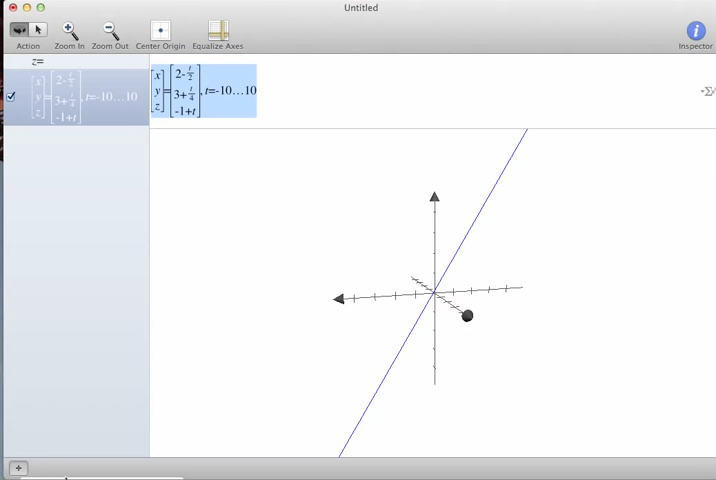 Untitled
Action Zoom In Zoom Out Center Origin Equalize Axes Inspector
z=
[x y z]=[2-t/2 3+t/4 -1+t], t=-10…10
[x y z]=[2-t/2 3+t/4 -1+t], t=-10…10
Σ
+